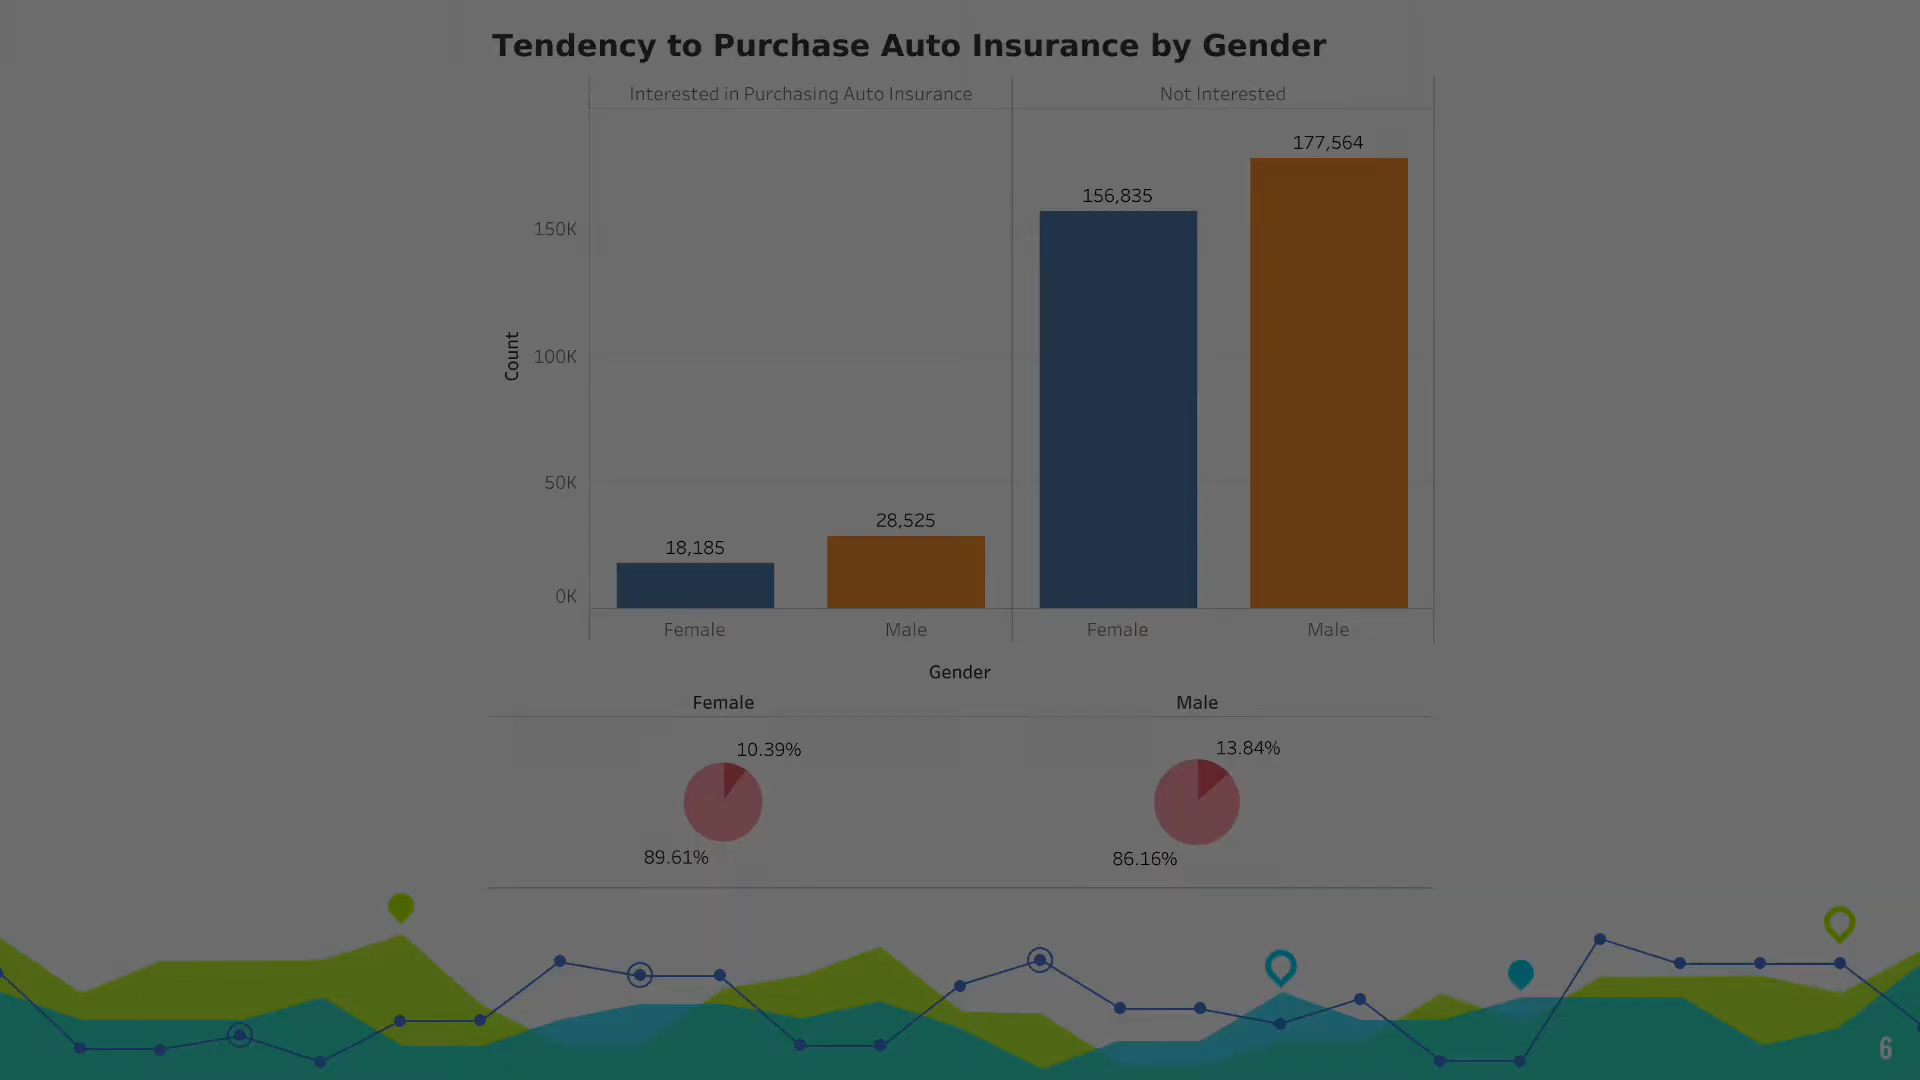 Tendency to Purchase Auto Insurance by Gender
Interested in Purchasing Auto Insurance
Not Interested
177,564
156,835
150K
Count
100K
50K
28,525
18,185
0K
Female
Male
Female
Male
Gender
Female
Male
10.39%
13.84%
89.61%
86.16%
6